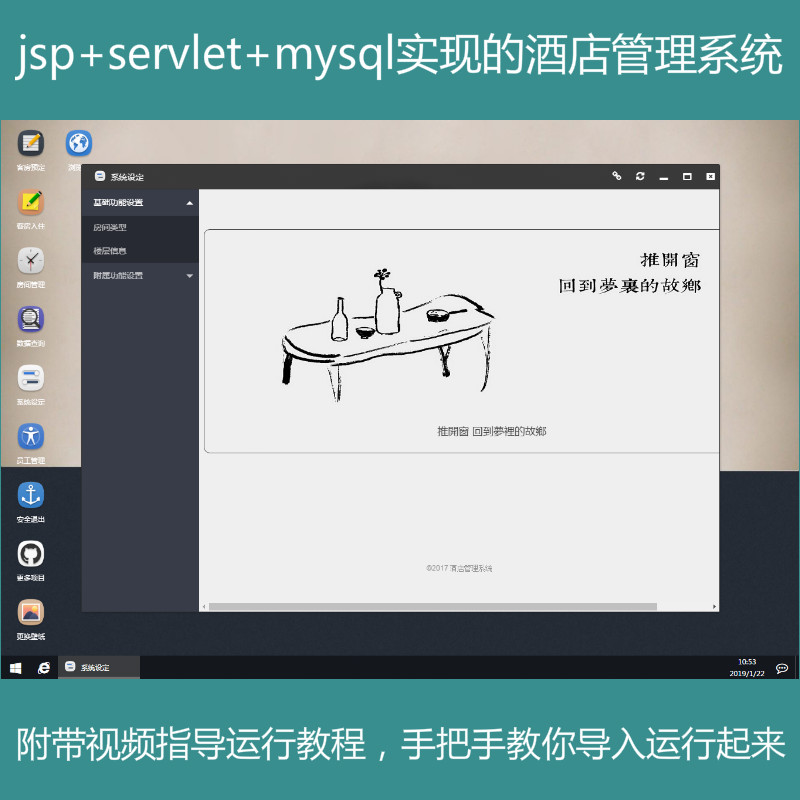 jsp+servlet+mysql实现的酒店管理系统
客房预定
客房入住
房间管理
数据查询
系统设定
员工管理
安全退出
更多项目
更换壁纸
系统设定
基础功能设置
房间类型
楼层信息
附属功能设置
推開窗
回到夢裏的故鄉
推開窗 回到夢裡的故鄉
©2017 酒店管理系统
系统设定
10:53
2019/1/22
附带视频指导运行教程，手把手教你导入运行起来